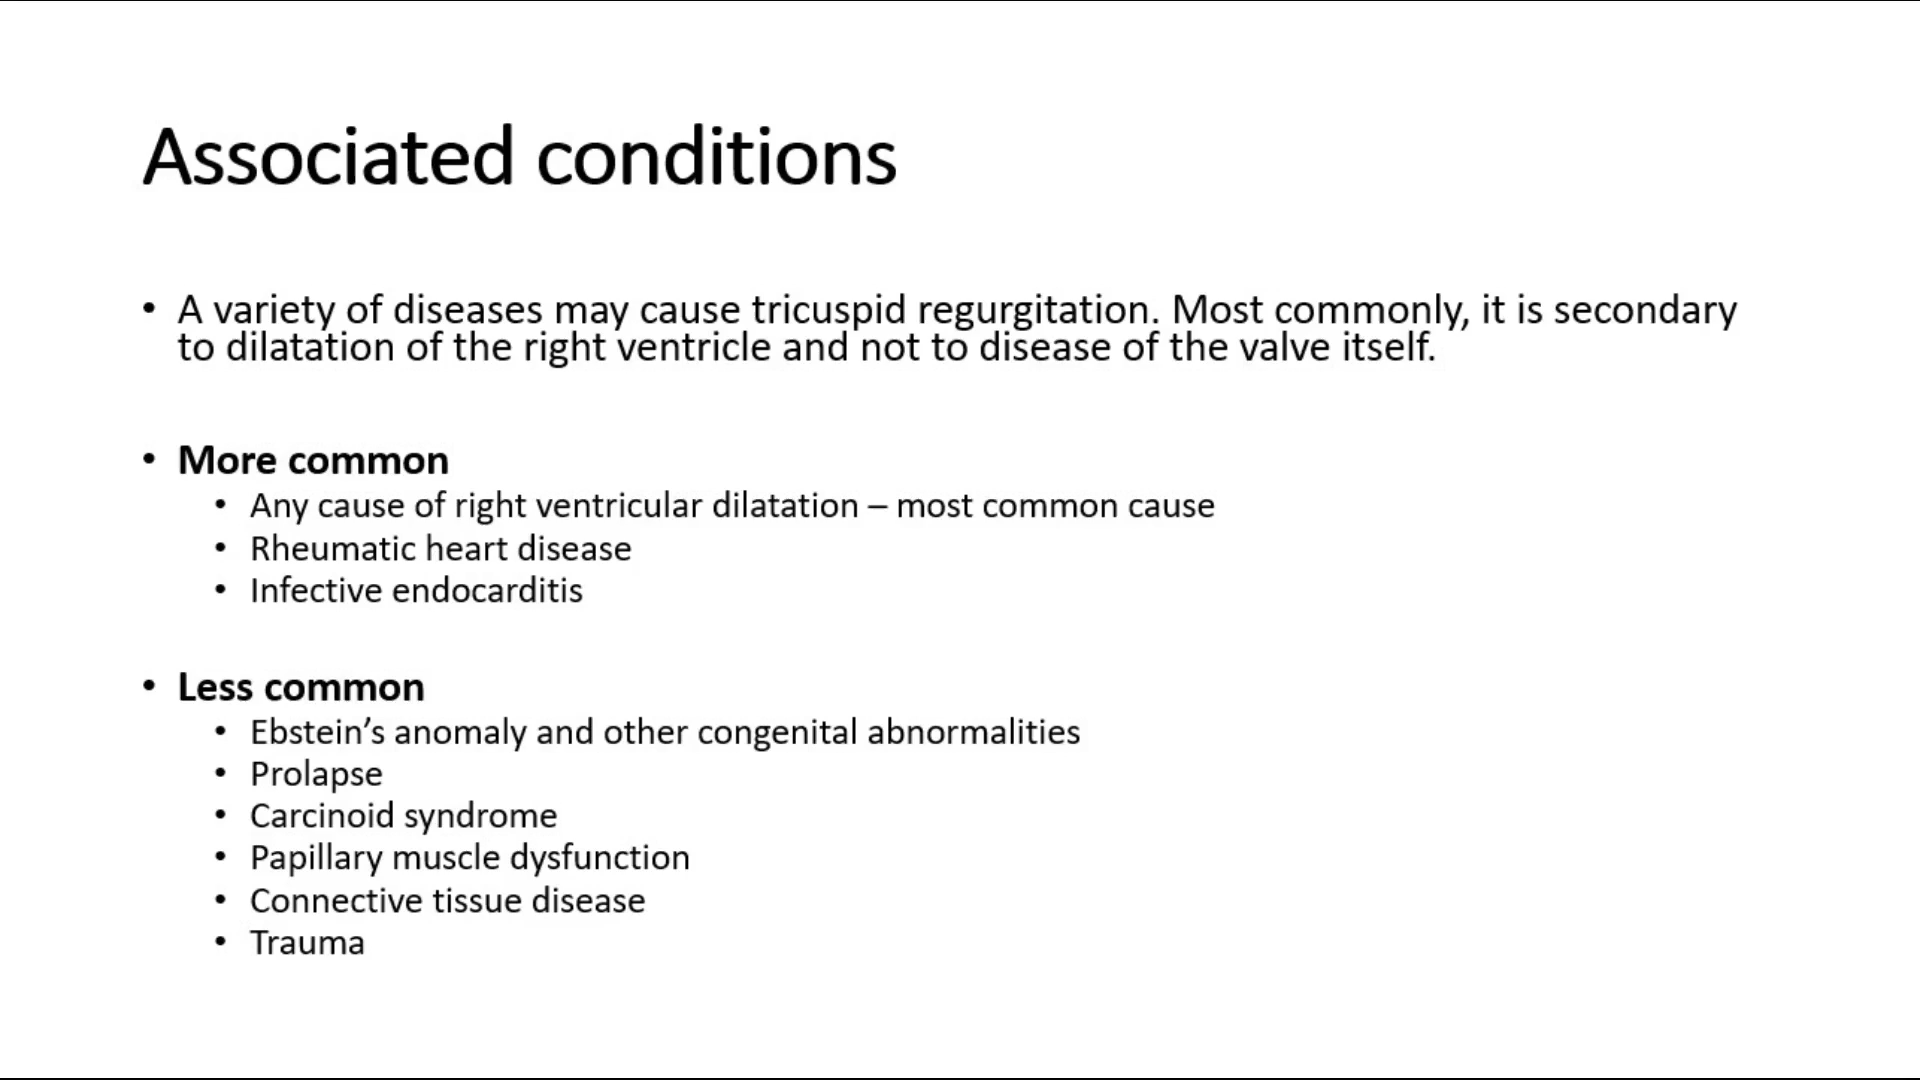 Associated conditions
• A variety of diseases may cause tricuspid regurgitation. Most commonly, it is secondary
to dilatation of the right ventricle and not to disease of the valve itself.
• More common
• Any cause of right ventricular dilatation – most common cause
• Rheumatic heart disease
• Infective endocarditis
• Less common
• Ebstein’s anomaly and other congenital abnormalities
• Prolapse
• Carcinoid syndrome
• Papillary muscle dysfunction
• Connective tissue disease
• Trauma